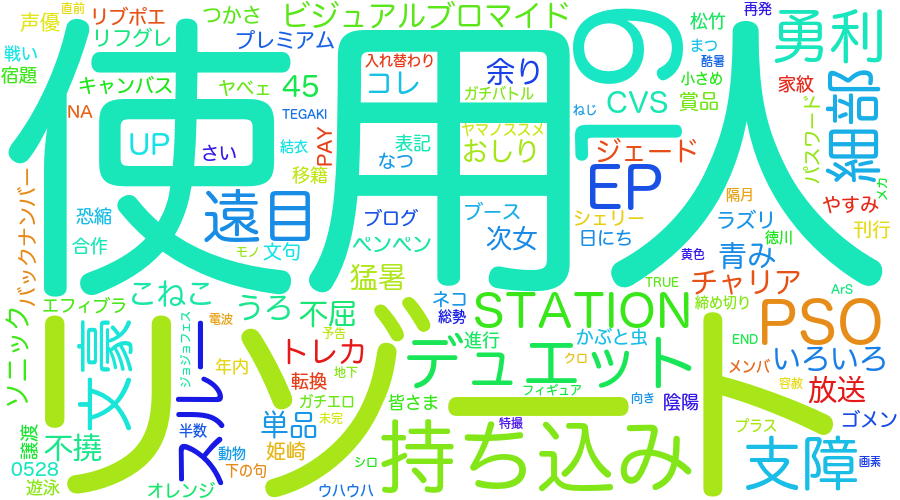 声優
直前
リブポエ
つかさ
ビジュアルブロマイド
松竹
再発
勇利
戦い
リフグレ
プレミアム
入れ替わり
まつ
宿題
キャンバス
ヤベェ
45
コレ
余り
酷暑
小さめ
家紋
細部
NA
TEGAKI
ガチバトル
ねじ
CVS
賞品
パスワード
使用の人
UP
さい
結衣
PAY
表記
ヤマノススメ
おしり
ジェード
なつ
移籍
EP
メカ
バックナンバー
恐縮
遠目
ブログ
ブース
シェリー
隔月
やすみ
合作
モノ
文句
ペンペン
次女
日にち
ラズリ
徳川
刊行
黄色
青み
猛暑
チャリア
TRUE
ArS
エフィブラ
こねこ
うろ
不屈
ネコ
総勢
STATION
締め切り
PSO
ソニック
文豪
ジョジョフェス
電波
予告
進行
かぶと虫
END
リゾート
スルー
年内
トレカ
地下
デュエット
クロ
メンバ
いろいろ
転換
フィギュア
容赦
放送
譲渡
不撓
半数
単品
ガチエロ
未完
皆さま
向き
陰陽
ゴメン
特撮
プラス
0528
動物
下の句
姫崎
シロ
持ち込み
支障
画素
遊泳
オレンジ
ウハウハ